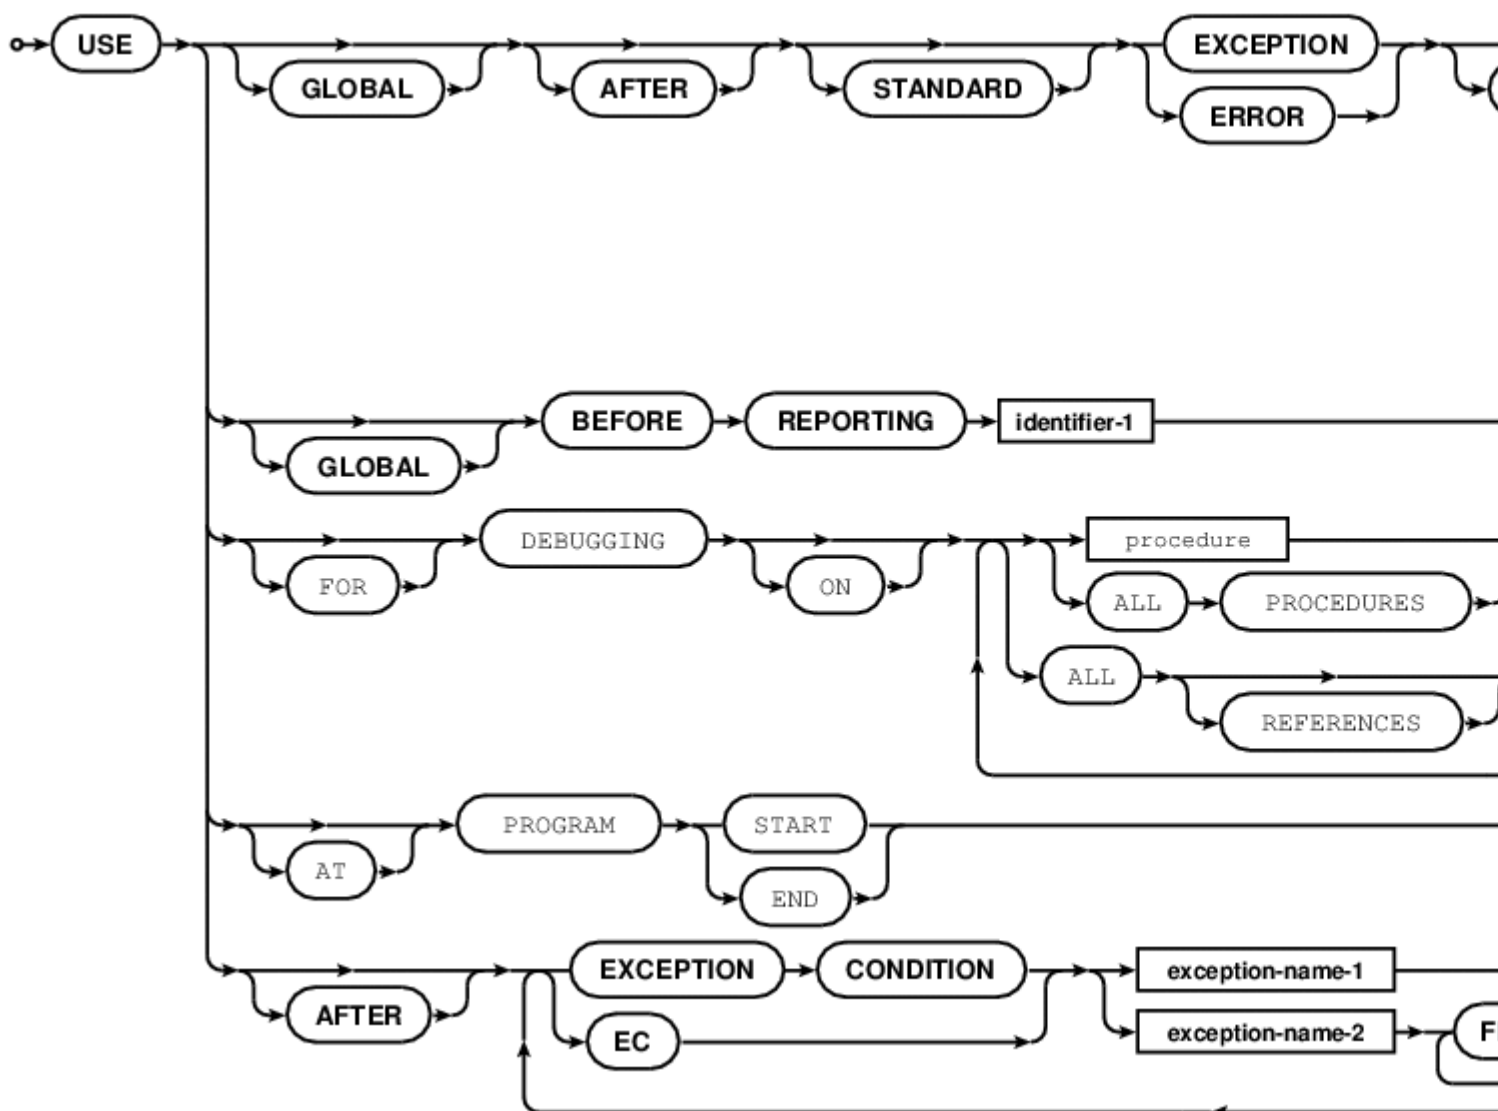 USE EXCEPTION
GLOBAL AFTER STANDARD
ERROR
BEFORE REPORTING identifier-1
GLOBAL
DEBUGGING procedure
FOR ON ALL PROCEDURES
ALL
REFERENCES
PROGRAM START
AT
END
EXCEPTION CONDITION exception-name-1
AFTER
EC exception-name-2